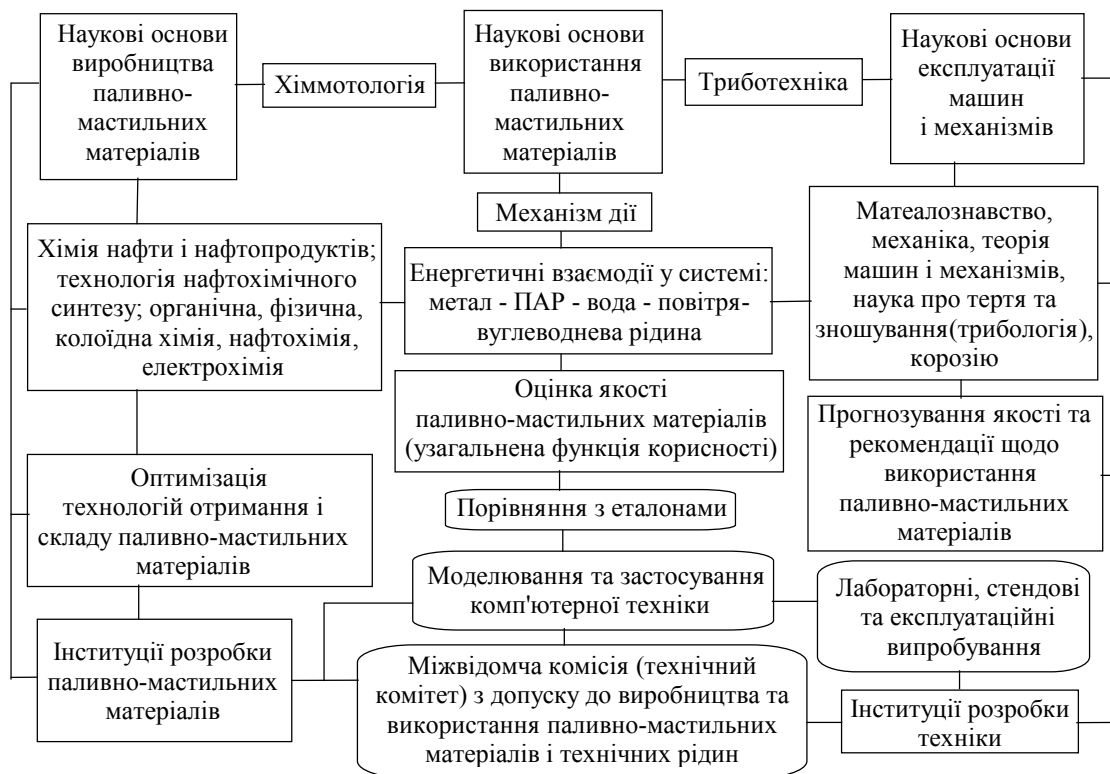 Наукові основи
виробництва
паливно-
мастильних
матеріалів
Хіммотологія
Наукові основи
використання
паливно-
мастильних
матеріалів
Триботехніка
Наукові основи
експлуатації
машин
і механізмів
Механізм дії
Хімія нафти і нафтопродуктів;
технологія нафтохімічного
синтезу; органічна, фізична,
колоїдна хімія, нафтохімія,
електрохімія
Енергетичні взаємодії у системі:
метал - ПАР - вода - повітря-
вуглеводнева рідина
Матеалознавство,
механіка, теорія
машин і механізмів,
наука про тертя та
зношування(трибологія),
корозію
Оцінка якості
паливно-мастильних матеріалів
(узагальнена функція корисності)
Прогнозування якості та
рекомендації щодо
використання
паливно-мастильних
матеріалів
Оптимізація
технологій отримання і
складу паливно-мастильних
матеріалів
Порівняння з еталонами
Моделювання та застосування
комп'ютерної техніки
Лабораторні, стендові
та експлуатаційні
випробування
Інституції розробки
паливно-мастильних
матеріалів
Міжвідомча комісія (технічний
комітет) з допуску до виробництва та
використання паливно-мастильних
матеріалів і технічних рідин
Інституції розробки
техніки